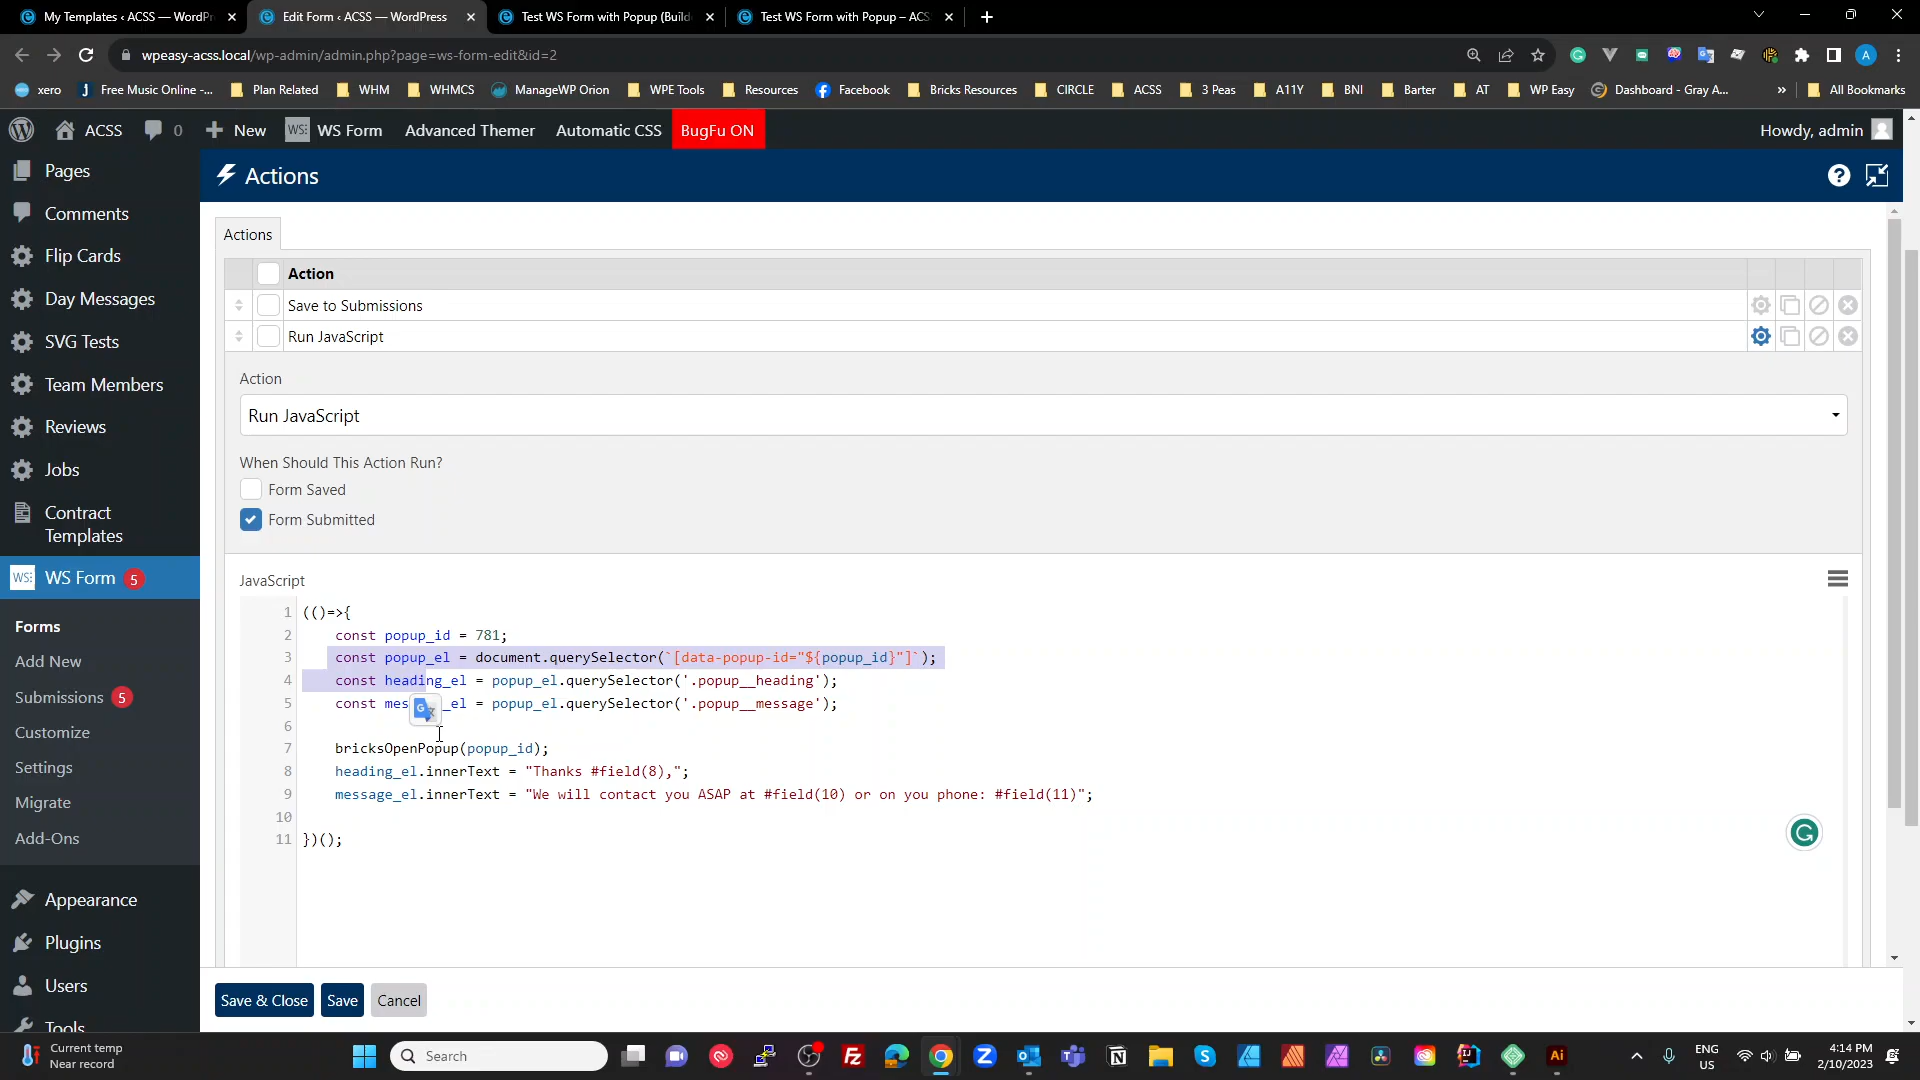 My Templates ‹ ACSS — WordPr
Edit Form ‹ ACSS — WordPress
Test WS Form with Popup (Build
Test WS Form with Popup – ACS
wpeasy-acss.local/wp-admin/admin.php?page=ws-form-edit&id=2
xero
Free Music Online -...
Plan Related
WHM
WHMCS
ManageWP Orion
WPE Tools
Resources
Facebook
Bricks Resources
CIRCLE
ACSS
3 Peas
A11Y
BNI
Barter
AT
WP Easy
Dashboard - Gray A...
»
All Bookmarks
ACSS
0
New
WS Form
Advanced Themer
Automatic CSS
BugFu ON
Howdy, admin
Pages
Comments
Flip Cards
Day Messages
SVG Tests
Team Members
Reviews
Jobs
Contract
Templates
WS Form 5
Forms
Add New
Submissions 5
Customize
Settings
Migrate
Add-Ons
Appearance
Plugins
Users
Tools
Actions
Actions
Action
Save to Submissions
Run JavaScript
Action
Run JavaScript
When Should This Action Run?
Form Saved
Form Submitted
JavaScript
1 (()=>{
2 const popup_id = 781;
3 const popup_el = document.querySelector(`[data-popup-id="${popup_id}"]`);
4 const heading_el = popup_el.querySelector('.popup__heading');
5 const mes _el = popup_el.querySelector('.popup__message');
6
7 bricksOpenPopup(popup_id);
8 heading_el.innerText = "Thanks #field(8),";
9 message_el.innerText = "We will contact you ASAP at #field(10) or on you phone: #field(11)";
10
11 })();
Save & Close
Save
Cancel
Current temp
Near record
Search
ENG
US
4:14 PM
2/10/2023